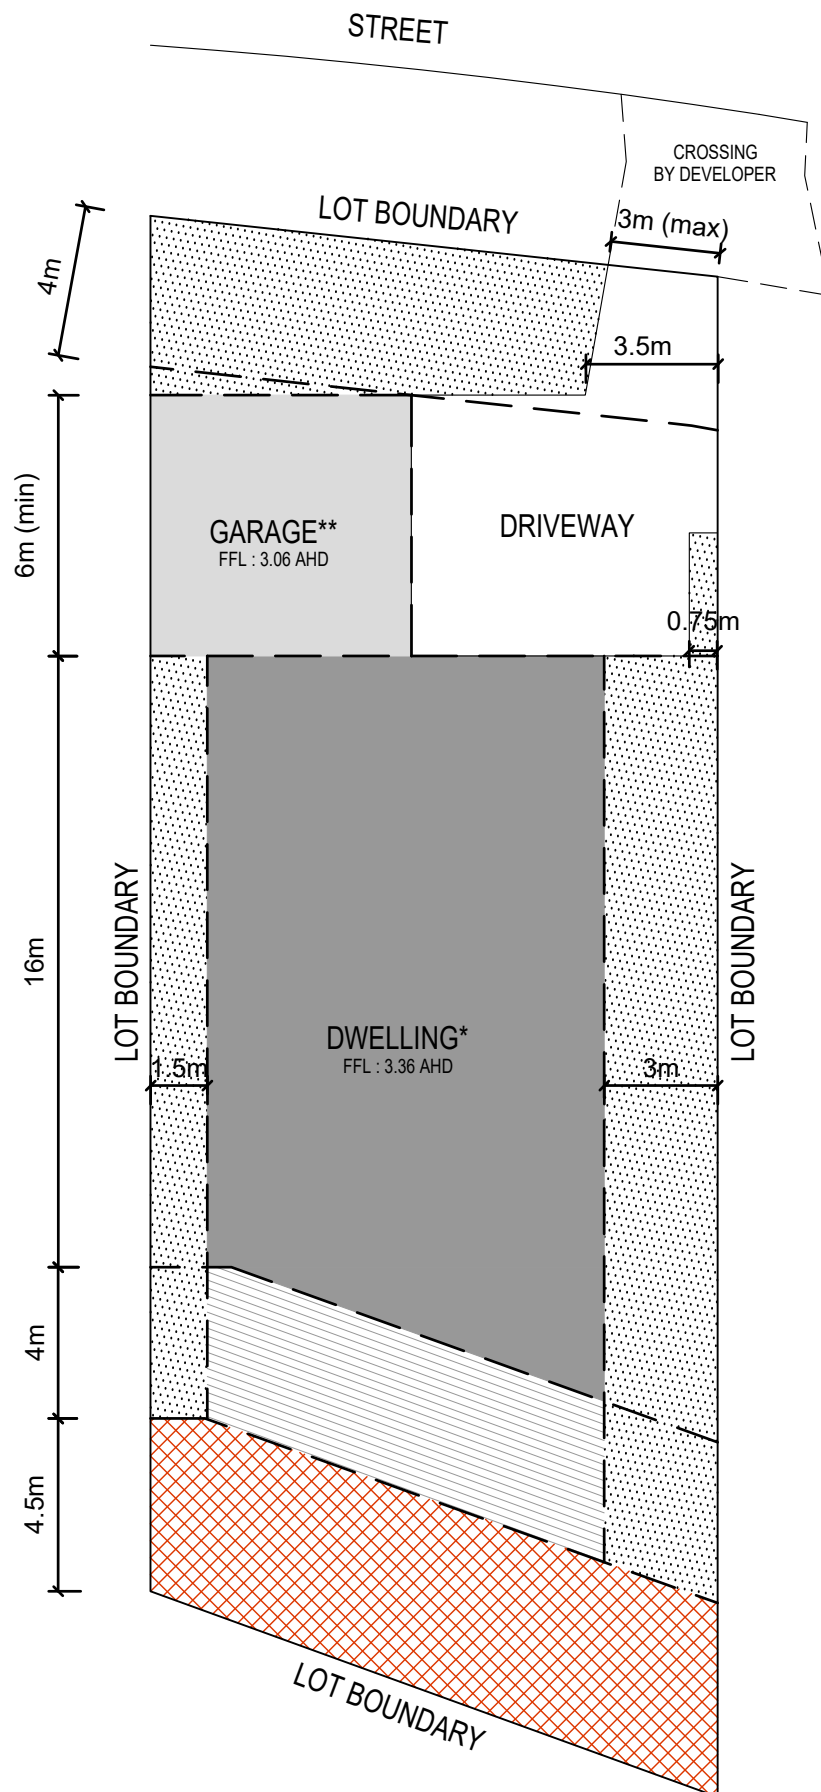 STREET
CROSSING
BY DEVELOPER
LOT BOUNDARY
3m (max)
4m
3.5m
6m (min)
GARAGE**
FFL : 3.06 AHD
DRIVEWAY
0.75m
LOT BOUNDARY
LOT BOUNDARY
16m
DWELLING*
FFL : 3.36 AHD
1.5m
3m
4m
4.5m
LOT BOUNDARY